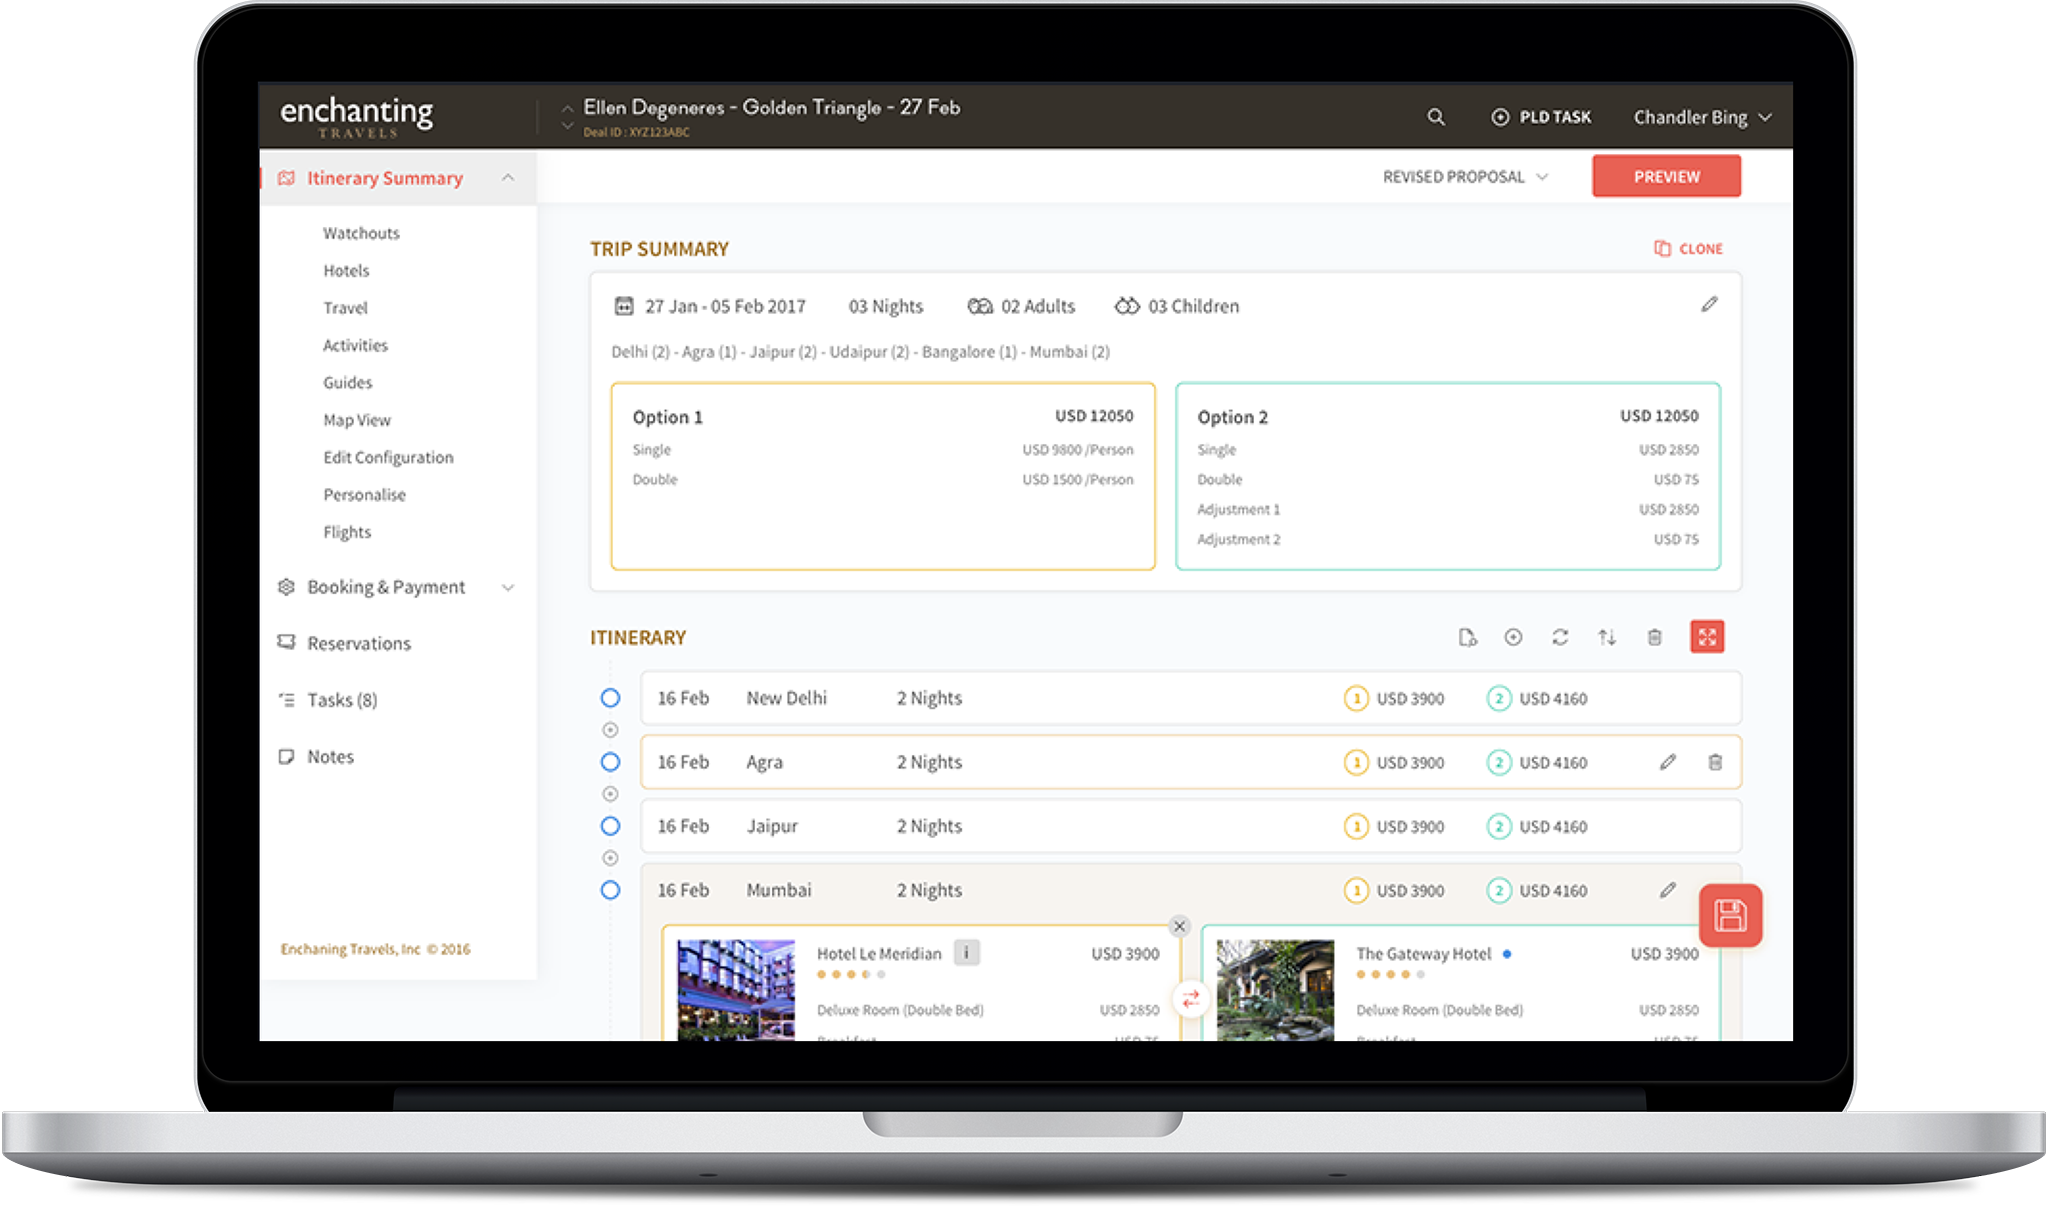 enchanting
TRAVELS
Ellen Degeneres - Golden Triangle - 27 Feb
Deal ID : XYZ123ABC
PLD TASK
Chandler Bing
Itinerary Summary
Watchouts
Hotels
Travel
Activities
Guides
Map View
Edit Configuration
Personalise
Flights
Booking & Payment
Reservations
Tasks (8)
Notes
Enchaning Travels, Inc © 2016
REVISED PROPOSAL
PREVIEW
TRIP SUMMARY
CLONE
27 Jan - 05 Feb 2017 03 Nights 02 Adults 03 Children
Delhi (2) - Agra (1) - Jaipur (2) - Udaipur (2) - Bangalore (1) - Mumbai (2)
Option 1 USD 12050
Single USD 9800 /Person
Double USD 1500 /Person
Option 2 USD 12050
Single USD 2850
Double USD 75
Adjustment 1 USD 2850
Adjustment 2 USD 75
ITINERARY
16 Feb New Delhi 2 Nights 1 USD 3900 2 USD 4160
16 Feb Agra 2 Nights 1 USD 3900 2 USD 4160
16 Feb Jaipur 2 Nights 1 USD 3900 2 USD 4160
16 Feb Mumbai 2 Nights 1 USD 3900 2 USD 4160
Hotel Le Meridian i USD 3900
Deluxe Room (Double Bed) USD 2850
Breakfast USD 75
The Gateway Hotel USD 3900
Deluxe Room (Double Bed) USD 2850
Breakfast USD 75